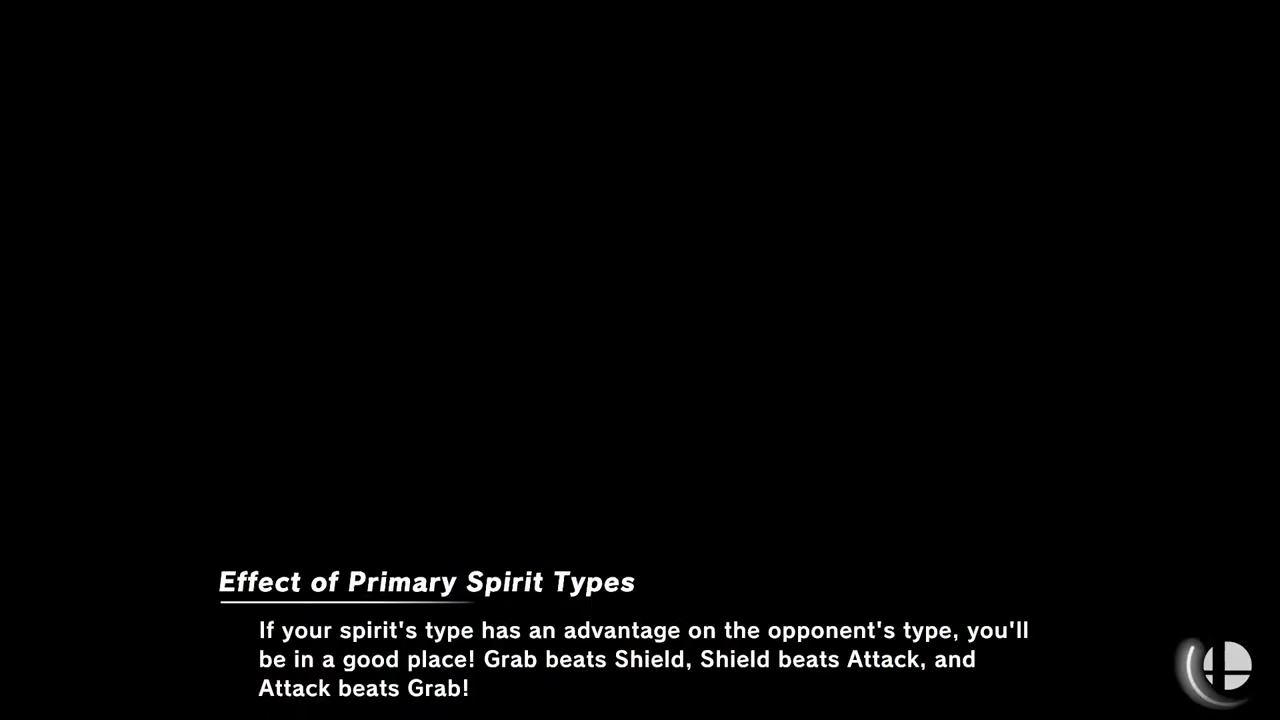 Effect of Primary Spirit Types
If your spirit's type has an advantage on the opponent's type, you'll
be in a good place! Grab beats Shield, Shield beats Attack, and
Attack beats Grab!